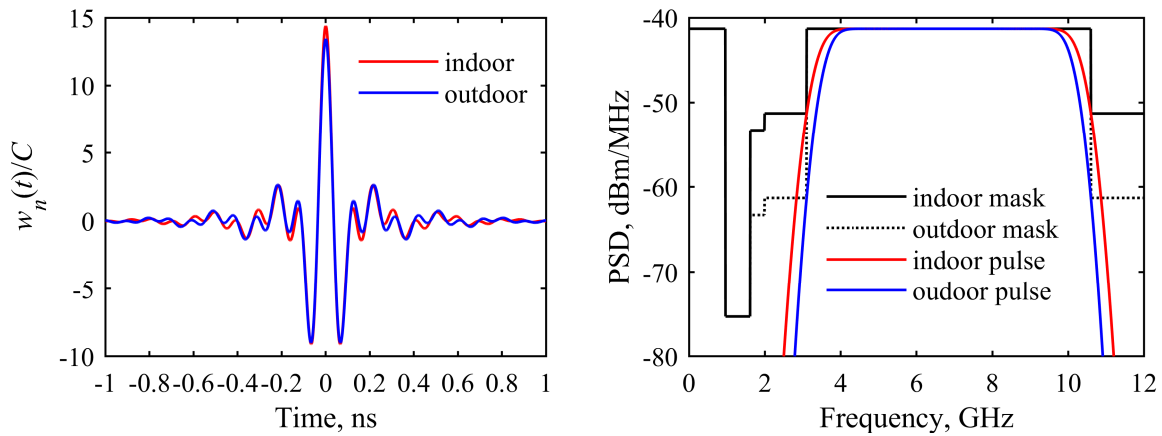 15
10
5
0
-5
-10
-1 -0.8 -0.6 -0.4 -0.2 0 0.2 0.4 0.6 0.8 1
Time, ns
wn(t)/C
indoor
outdoor
-40
-50
-60
-70
-80
0 2 4 6 8 10 12
Frequency, GHz
PSD, dBm/MHz
indoor mask
outdoor mask
indoor pulse
oudoor pulse